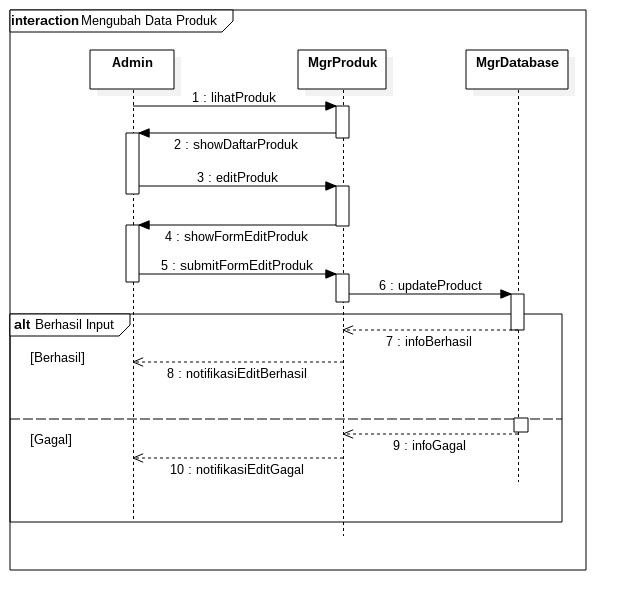 interaction Mengubah Data Produk
Admin
MgrProduk
MgrDatabase
1 : lihatProduk
2 : showDaftarProduk
3 : editProduk
4 : showFormEditProduk
5 : submitFormEditProduk
6 : updateProduct
alt Berhasil Input
7 : infoBerhasil
[Berhasil]
8 : notifikasiEditBerhasil
[Gagal]
9 : infoGagal
10 : notifikasiEditGagal